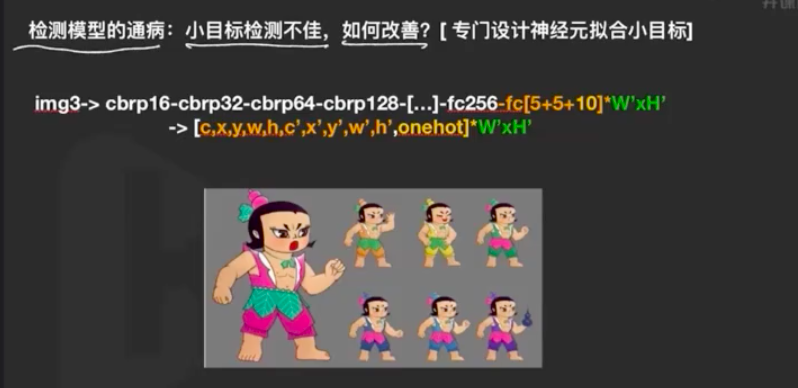 检测模型的通病：小目标检测不佳，如何改善？[ 专门设计神经元拟合小目标]
img3-> cbrp16-cbrp32-cbrp64-cbrp128-[...]-fc256-fc[5+5+10]*W’xH’
-> [c,x,y,w,h,c’,x’,y’,w’,h’,onehot]*W’xH’